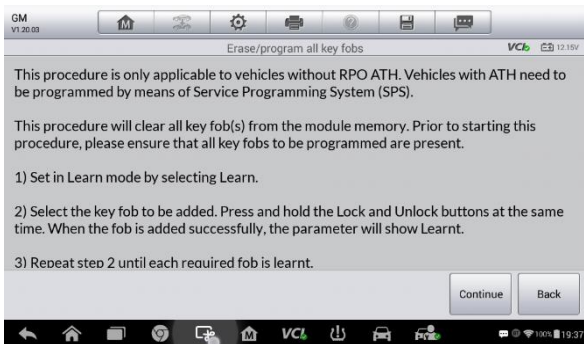 GM
V1.20.03
Erase/program all key fobs
VCI 12.15V
This procedure is only applicable to vehicles without RPO ATH. Vehicles with ATH need to
be programmed by means of Service Programming System (SPS).
This procedure will clear all key fob(s) from the module memory. Prior to starting this
procedure, please ensure that all key fobs to be programmed are present.
1) Set in Learn mode by selecting Learn.
2) Select the key fob to be added. Press and hold the Lock and Unlock buttons at the same
time. When the fob is added successfully, the parameter will show Learnt.
3) Repeat step 2 until each required fob is learnt.
Continue
Back
VCI
100%
19:37